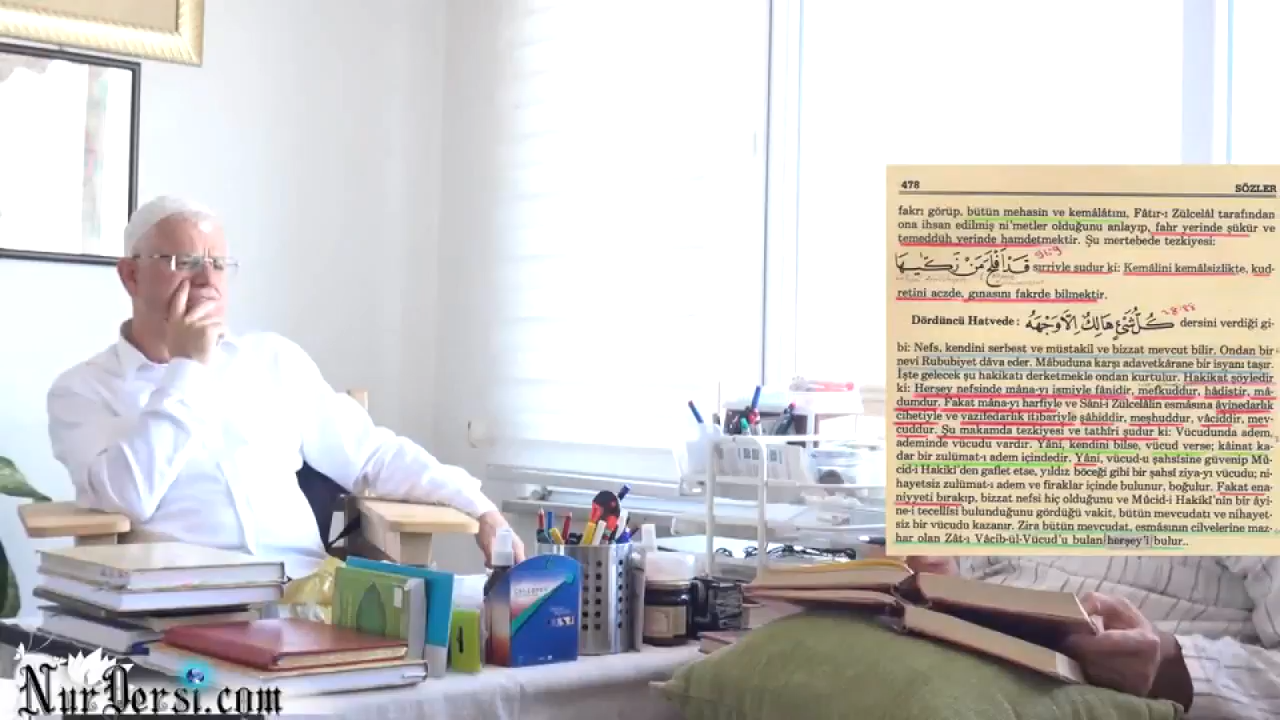 478 SÖZLER
fakrı görüp, bütün mehasin ve kemâlâtını, Fâtır-ı Zülcelâl tarafından
ona ihsan edilmiş ni'metler olduğunu anlayıp, fahr yerinde şükür ve
temeddüh yerinde hamdetmektir. Şu mertebede tezkiyesi:
قَدْ اَفْلَحَ مَنْ زَكّٰيهَا sırriyle şudur ki: Kemâlini kemâlsizlikte, kud-
retini aczde, gınasını fakrde bilmektir.
Dördüncü Hatvede: كُلُّ شَىْءٍ هَالِكٌ اِلَّا وَجْهَهُ dersini verdiği gi-
bi: Nefs, kendini serbest ve müstakil ve bizzat mevcut bilir. Ondan bir
nevi Rububiyet dâva eder. Mâbuduna karşı adavetkârane bir isyanı taşır.
İşte gelecek şu hakikatı derketmekle ondan kurtulur. Hakikat şöyledir
ki: Herşey nefsinde mâna-yı ismiyle fânidir, mefkuddur, hâdistir, mâ-
dumdur. Fakat mâna-yı harfiyle ve Sâni-i Zülcelâlin esmâsına âyinedarlık
cihetiyle ve vazifedarlık itibariyle şâhiddir, meşhuddur, vâciddir, mev-
cuddur. Şu makamda tezkiyesi ve tathîri şudur ki: Vücudunda adem,
ademinde vücudu vardır. Yâni, kendini bilse, vücud verse; kâinat ka-
dar bir zulümat-ı adem içindedir. Yâni, vücud-u şahsîsine güvenip Mû-
cid-i Hakikî'den gaflet etse, yıldız böceği gibi bir şahsî ziya-yı vücudu; ni-
hayetsiz zulümat-ı adem ve firaklar içinde bulunur, boğulur. Fakat ena-
niyyeti bırakıp, bizzat nefsi hiç olduğunu ve Mûcid-i Hakikî'nin bir âyi-
ne-i tecellîsi bulunduğunu gördüğü vakit, bütün mevcudatı ve nihayet-
siz bir vücudu kazanır. Zira bütün mevcudat, esmâsının cilvelerine maz-
har olan Zât-ı Vâcib-ül-Vücud'u bulan herşey'i bulur..
NurDersi.com